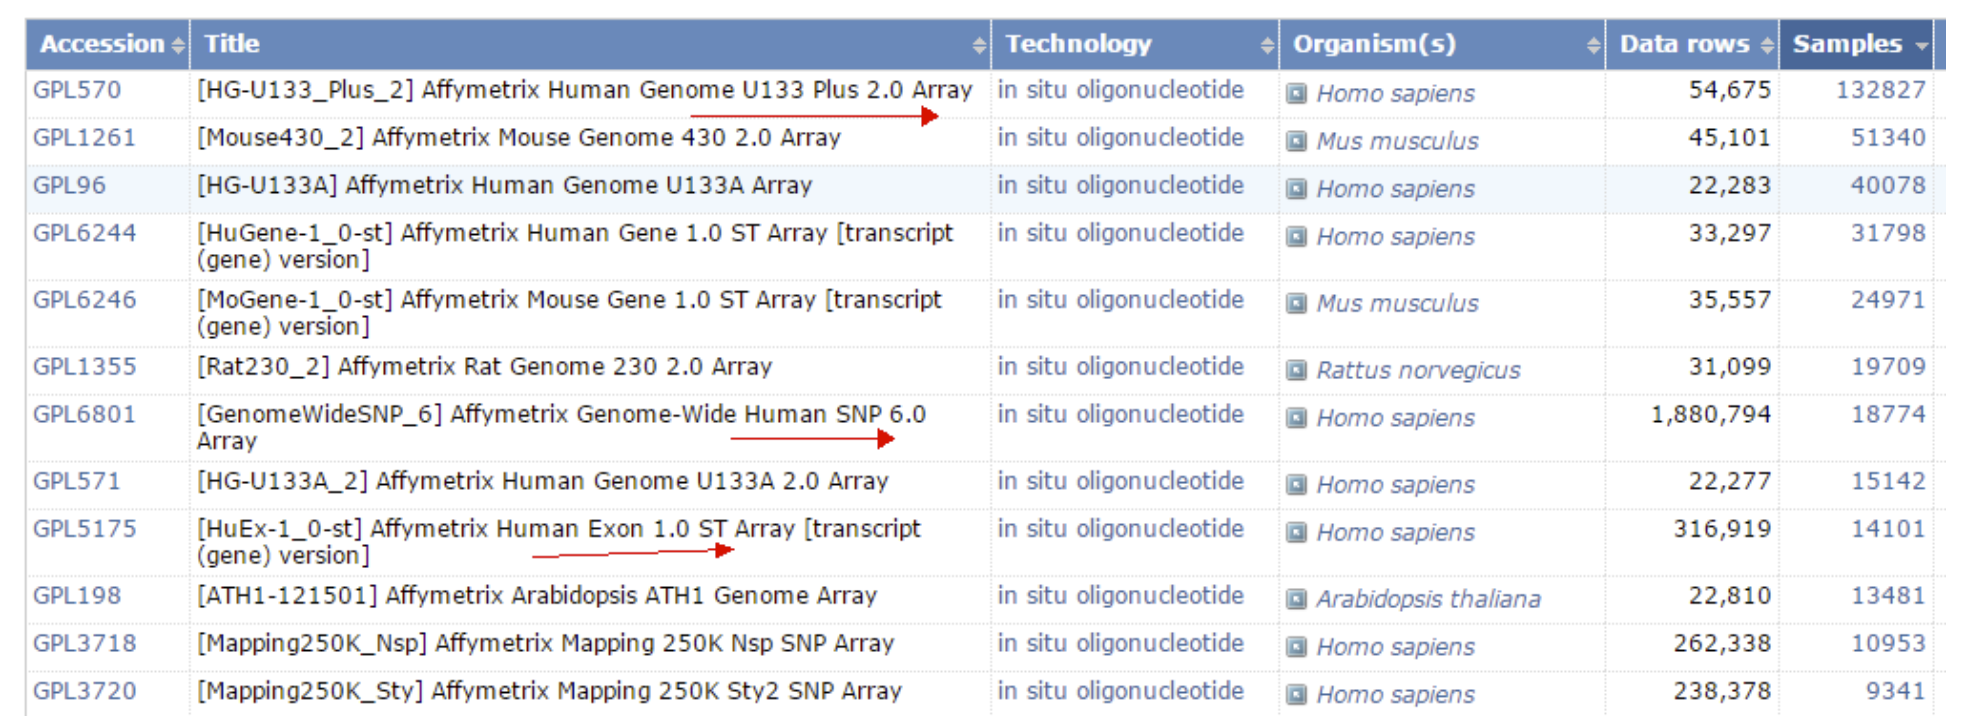 Accession Title Technology Organism(s) Data rows Samples
GPL570 [HG-U133_Plus_2] Affymetrix Human Genome U133 Plus 2.0 Array in situ oligonucleotide Homo sapiens 54,675 132827
GPL1261 [Mouse430_2] Affymetrix Mouse Genome 430 2.0 Array in situ oligonucleotide Mus musculus 45,101 51340
GPL96 [HG-U133A] Affymetrix Human Genome U133A Array in situ oligonucleotide Homo sapiens 22,283 40078
GPL6244 [HuGene-1_0-st] Affymetrix Human Gene 1.0 ST Array [transcript in situ oligonucleotide Homo sapiens 33,297 31798
(gene) version]
GPL6246 [MoGene-1_0-st] Affymetrix Mouse Gene 1.0 ST Array [transcript in situ oligonucleotide Mus musculus 35,557 24971
(gene) version]
GPL1355 [Rat230_2] Affymetrix Rat Genome 230 2.0 Array in situ oligonucleotide Rattus norvegicus 31,099 19709
GPL6801 [GenomeWideSNP_6] Affymetrix Genome-Wide Human SNP 6.0 in situ oligonucleotide Homo sapiens 1,880,794 18774
Array
GPL571 [HG-U133A_2] Affymetrix Human Genome U133A 2.0 Array in situ oligonucleotide Homo sapiens 22,277 15142
GPL5175 [HuEx-1_0-st] Affymetrix Human Exon 1.0 ST Array [transcript in situ oligonucleotide Homo sapiens 316,919 14101
(gene) version]
GPL198 [ATH1-121501] Affymetrix Arabidopsis ATH1 Genome Array in situ oligonucleotide Arabidopsis thaliana 22,810 13481
GPL3718 [Mapping250K_Nsp] Affymetrix Mapping 250K Nsp SNP Array in situ oligonucleotide Homo sapiens 262,338 10953
GPL3720 [Mapping250K_Sty] Affymetrix Mapping 250K Sty2 SNP Array in situ oligonucleotide Homo sapiens 238,378 9341